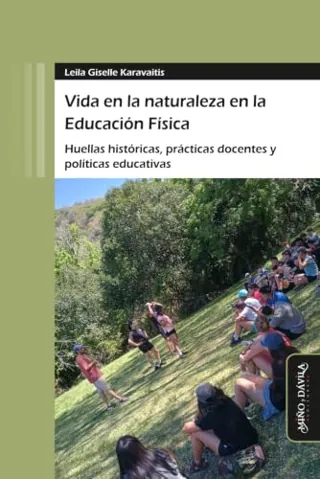 Leila Giselle Karavaitis
Vida en la naturaleza en la
Educación Física
Huellas históricas, prácticas docentes y
políticas educativas
MIÑO y DÁVILA